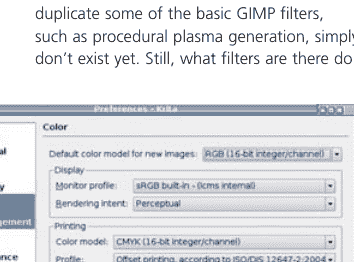 duplicate some of the basic GIMP filters,
such as procedural plasma generation, simply
don’t exist yet. Still, what filters are there do
Preferences - Krita
Color
Default color model for new images: RGB (16-bit integer/channel)
Display
Monitor profile: sRGB built-in - (lcms internal)
Rendering intent: Perceptual
Printing
Color model: CMYK (16-bit integer/channel)
Profile: Offset printing, according to ISO/DIS 12647-2:2004